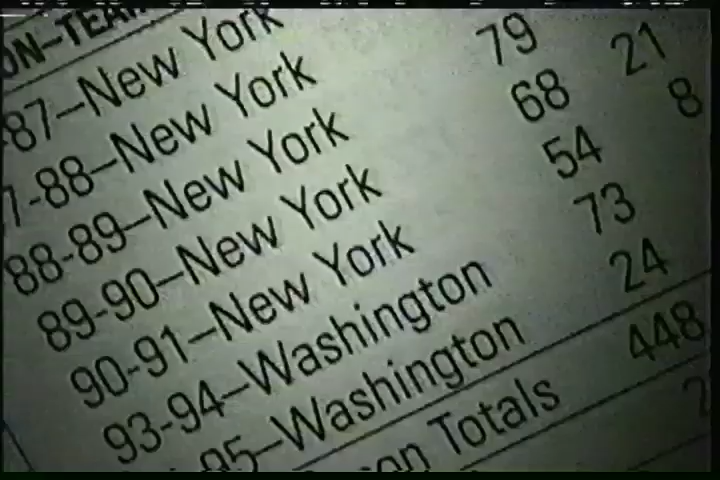 ON–TEAM
87–New York
7-88–New York
88-89–New York 79
89-90–New York 68 21
90-91–New York 54 8
93-94–Washington 73
95–Washington 24
on Totals 448